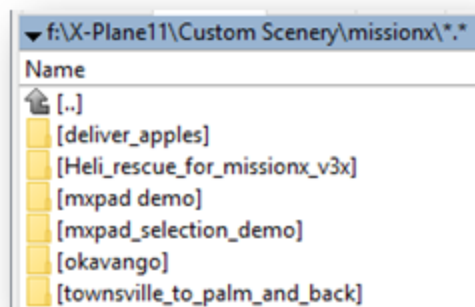 f:\X-Plane11\Custom Scenery\missionx\*.*
Name
[..]
[deliver_apples]
[Heli_rescue_for_missionx_v3x]
[mxpad demo]
[mxpad_selection_demo]
[okavango]
[townsville_to_palm_and_back]